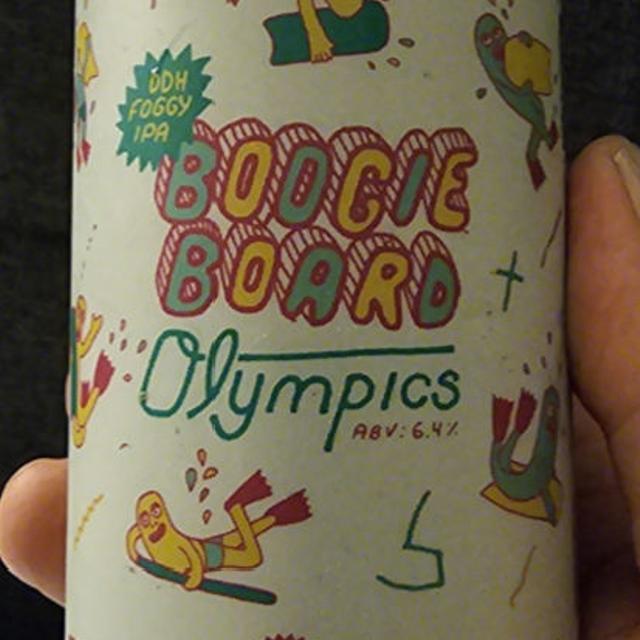 DDH
FOGGY
IPA
BOOGIE
BOARD
Olympics
ABV: 6.4%